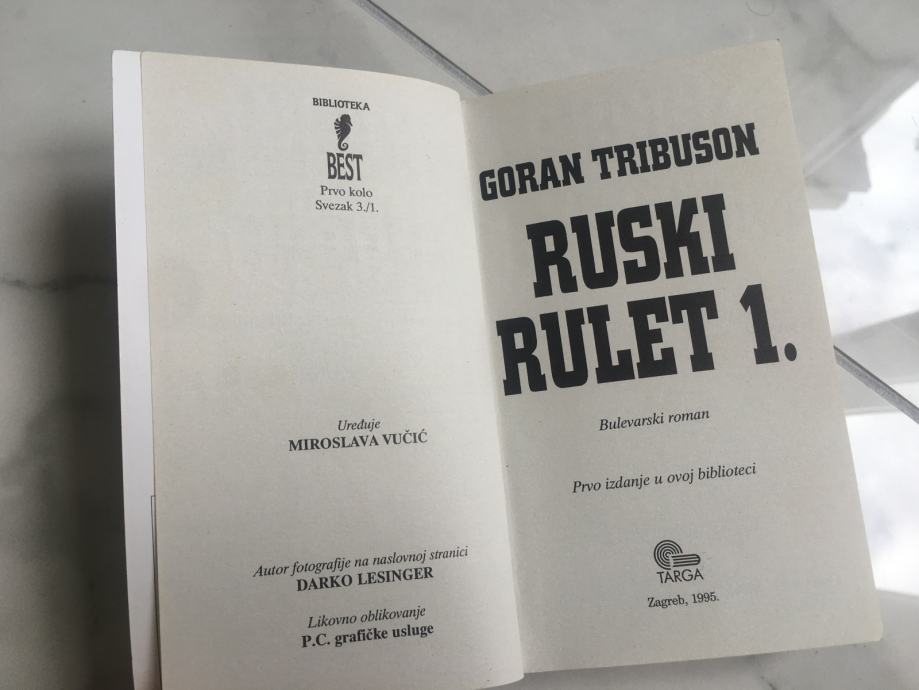 BIBLIOTEKA
BEST
Prvo kolo
Svezak 3./1.
Uređuje
MIROSLAVA VUČIĆ
Autor fotografije na naslovnoj stranici
DARKO LESINGER
Likovno oblikovanje
P.C. grafičke usluge
GORAN TRIBUSON
RUSKI
RULET 1.
Bulevarski roman
Prvo izdanje u ovoj biblioteci
TARGA
Zagreb, 1995.